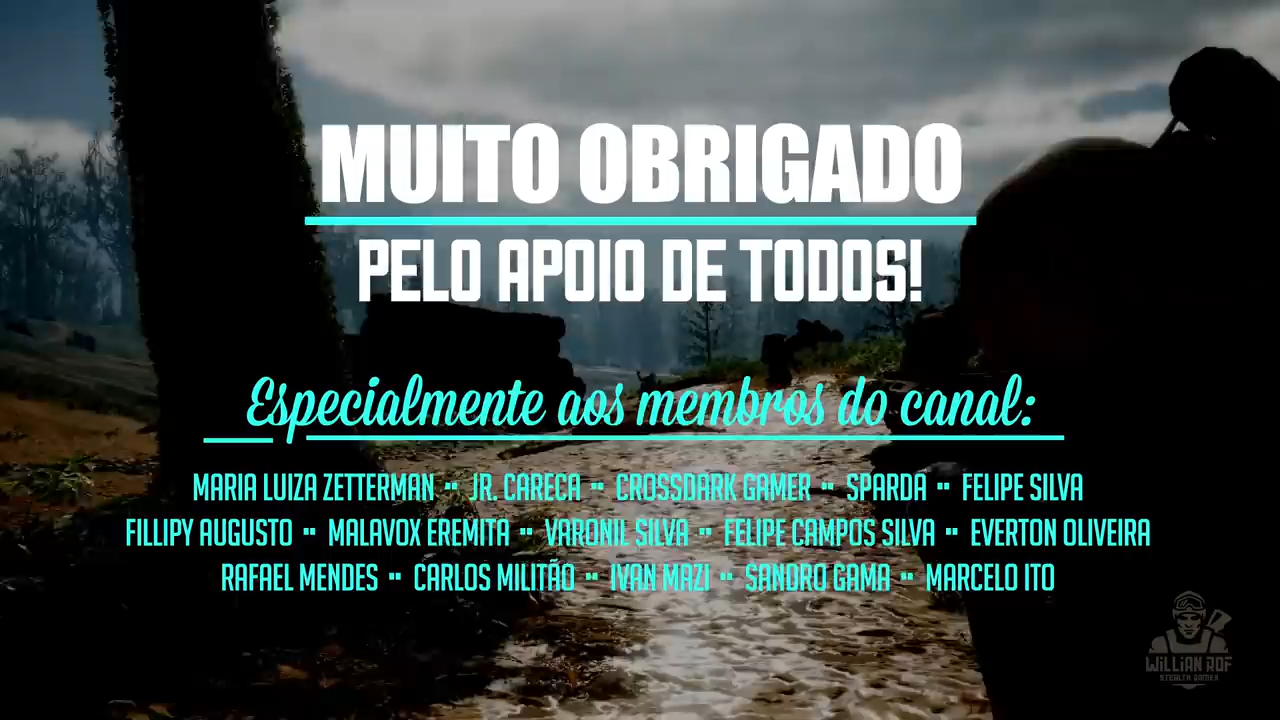 MUITO OBRIGADO
PELO APOIO DE TODOS!
Especialmente aos membros do canal:
MARIA LUIZA ZETTERMAN •• JR. CARECA •• CROSSDARK GAMER •• SPARDA •• FELIPE SILVA
FILLIPY AUGUSTO •• MALAVOX EREMITA •• VARONIL SILVA •• FELIPE CAMPOS SILVA •• EVERTON OLIVEIRA
RAFAEL MENDES •• CARLOS MILITÃO •• IVAN MAZI •• SANDRO GAMA •• MARCELO ITO
WILLIAN ROF
STEALTH GAMER